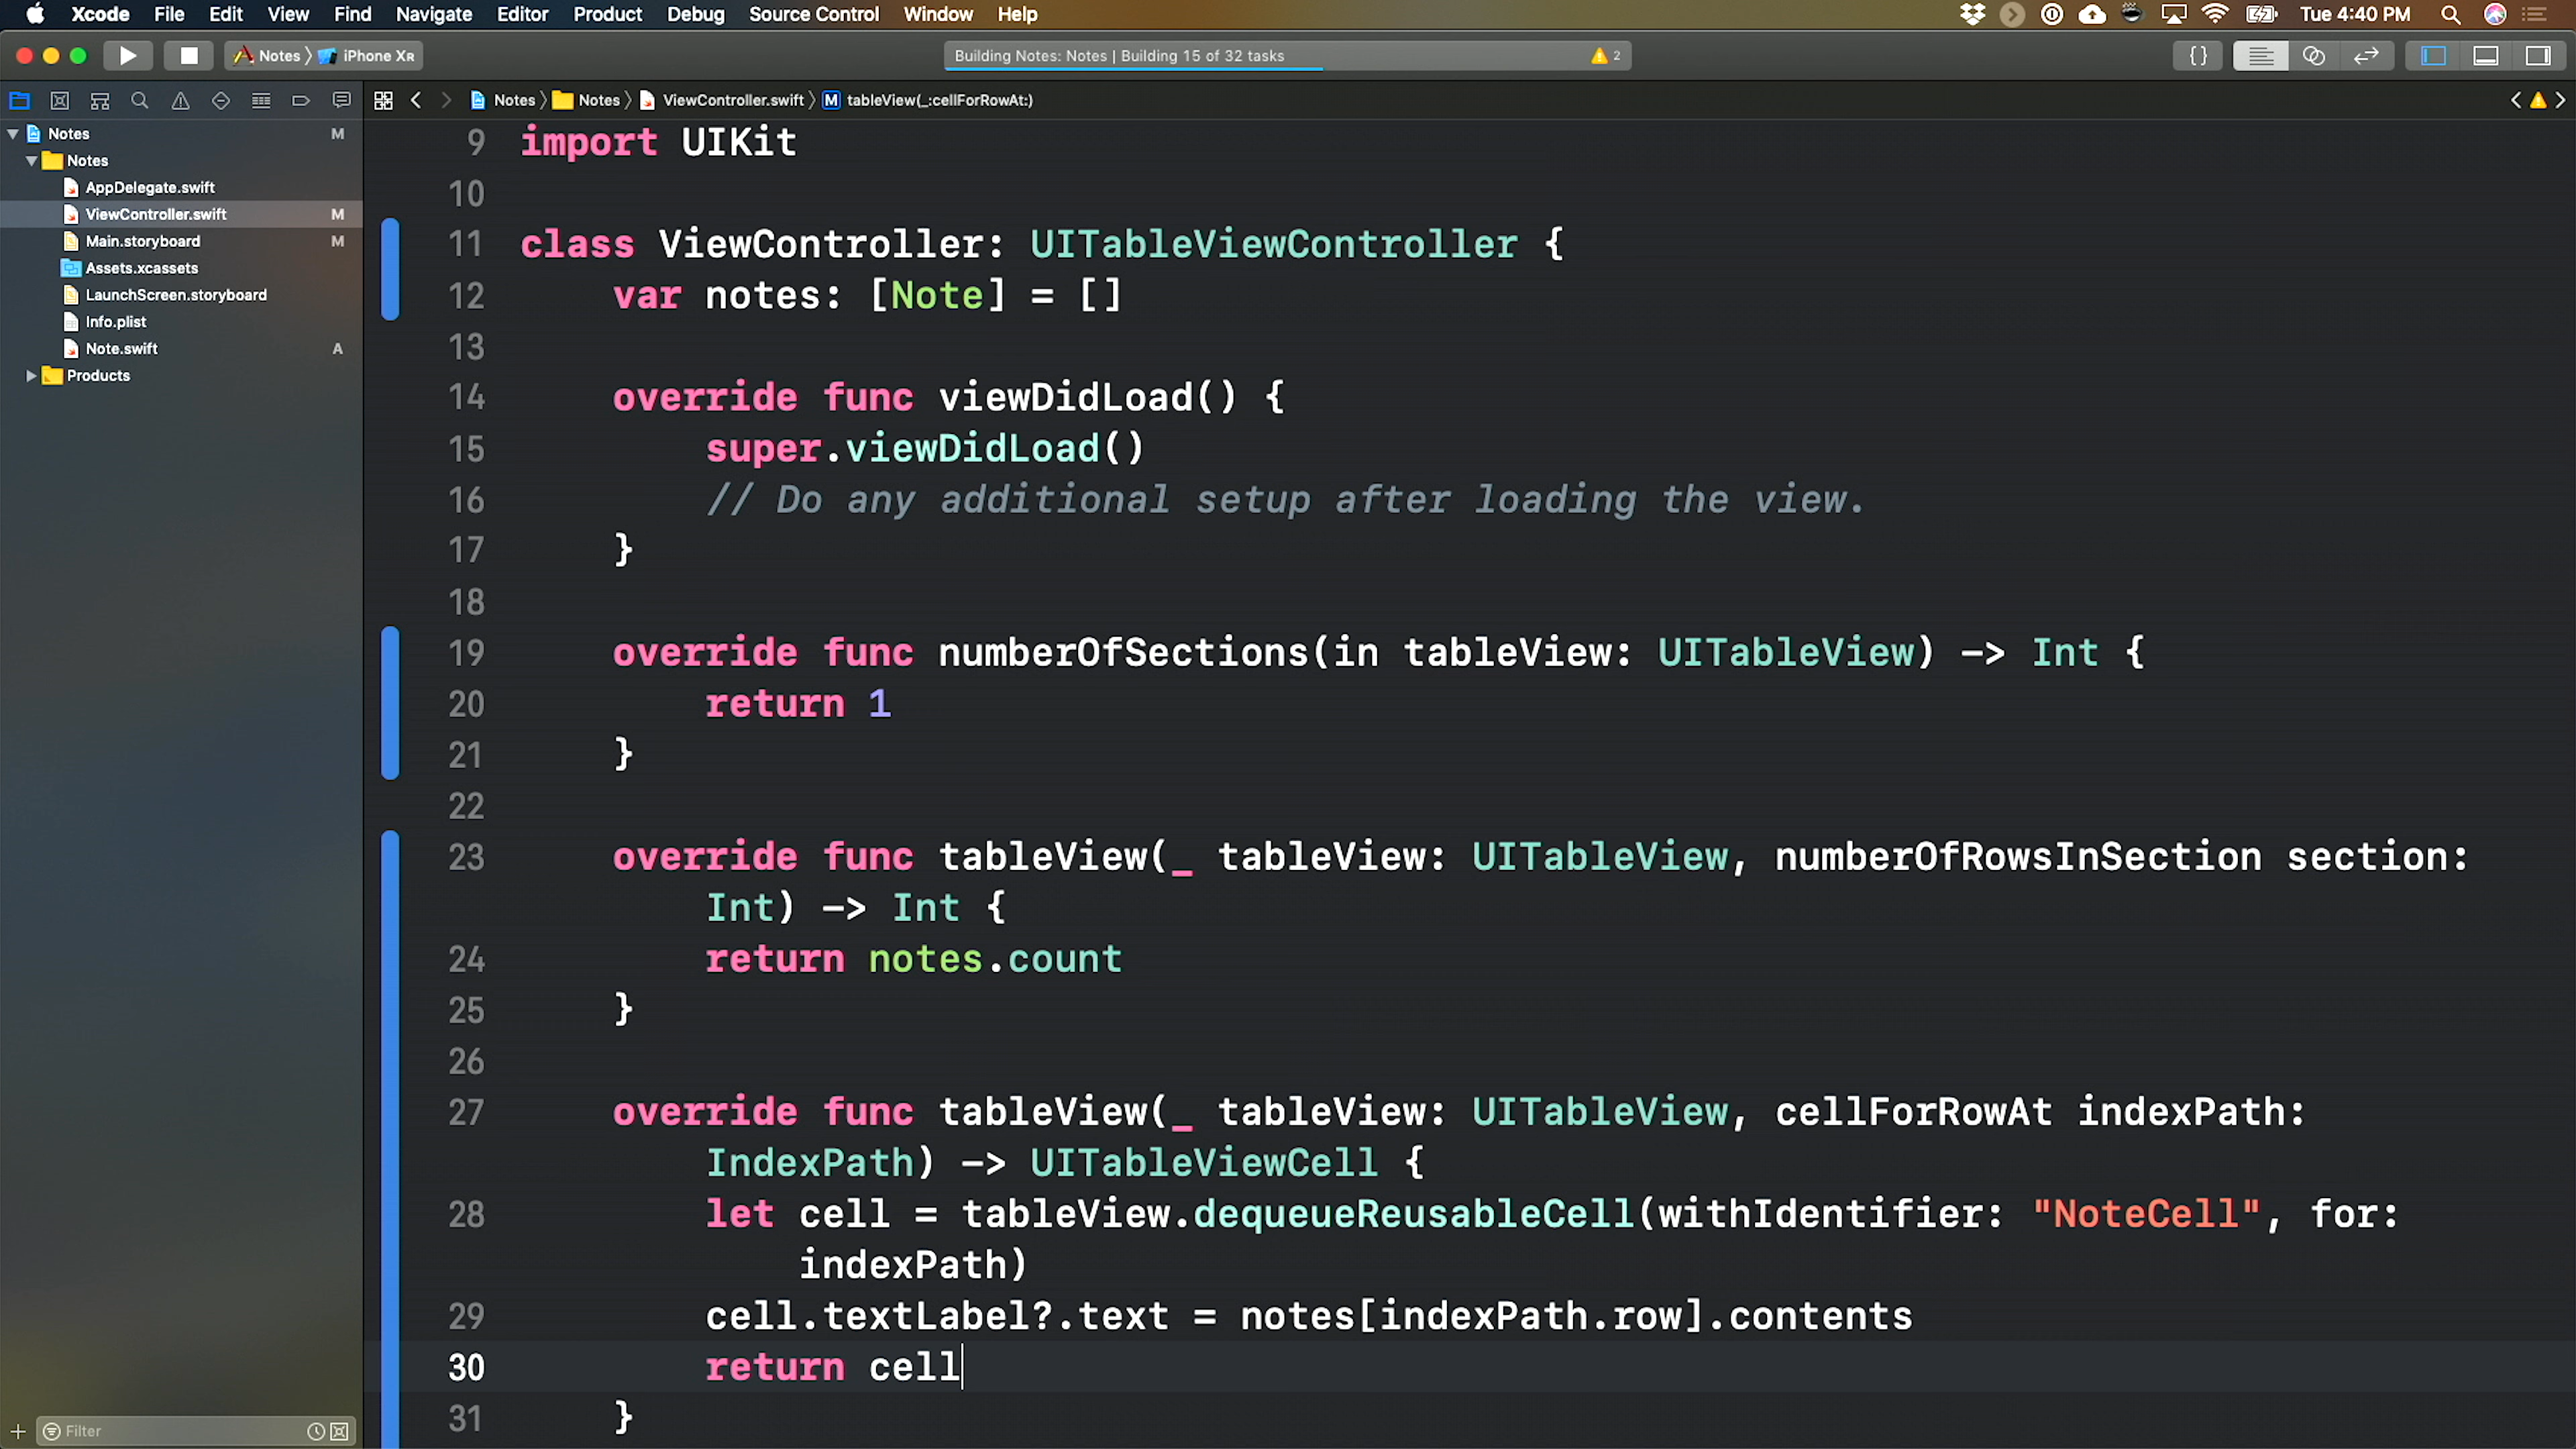 Xcode File Edit View Find Navigate Editor Product Debug Source Control Window Help Tue 4:40 PM
Notes iPhone XR Building Notes: Notes | Building 15 of 32 tasks 2 {}
Notes Notes ViewController.swift M tableView(_:cellForRowAt:)
Notes M
Notes
AppDelegate.swift
ViewController.swift M
Main.storyboard M
Assets.xcassets
LaunchScreen.storyboard
Info.plist
Note.swift A
Products
Filter
9 import UIKit
10
11 class ViewController: UITableViewController {
12 var notes: [Note] = []
13
14 override func viewDidLoad() {
15 super.viewDidLoad()
16 // Do any additional setup after loading the view.
17 }
18
19 override func numberOfSections(in tableView: UITableView) -> Int {
20 return 1
21 }
22
23 override func tableView(_ tableView: UITableView, numberOfRowsInSection section:
Int) -> Int {
24 return notes.count
25 }
26
27 override func tableView(_ tableView: UITableView, cellForRowAt indexPath:
IndexPath) -> UITableViewCell {
28 let cell = tableView.dequeueReusableCell(withIdentifier: "NoteCell", for:
indexPath)
29 cell.textLabel?.text = notes[indexPath.row].contents
30 return cell
31 }